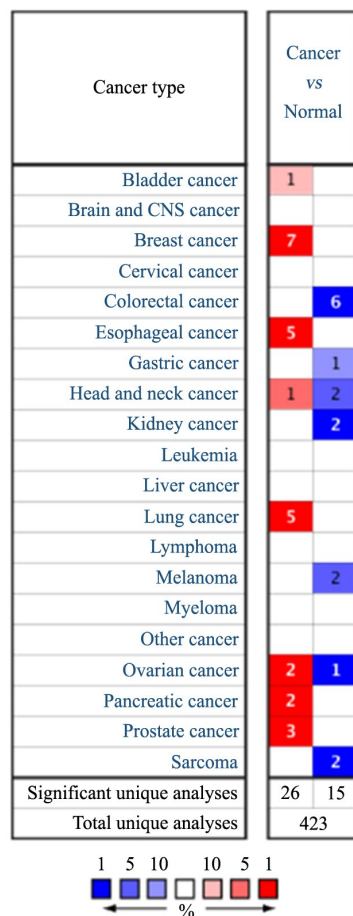 Cancer type
Cancer
vs
Normal
Bladder cancer 1
Brain and CNS cancer
Breast cancer 7
Cervical cancer
Colorectal cancer 6
Esophageal cancer 5
Gastric cancer 1
Head and neck cancer 1 2
Kidney cancer 2
Leukemia
Liver cancer
Lung cancer 5
Lymphoma
Melanoma 2
Myeloma
Other cancer
Ovarian cancer 2 1
Pancreatic cancer 2
Prostate cancer 3
Sarcoma 2
Significant unique analyses 26 15
Total unique analyses 423
1 5 10 10 5 1
%